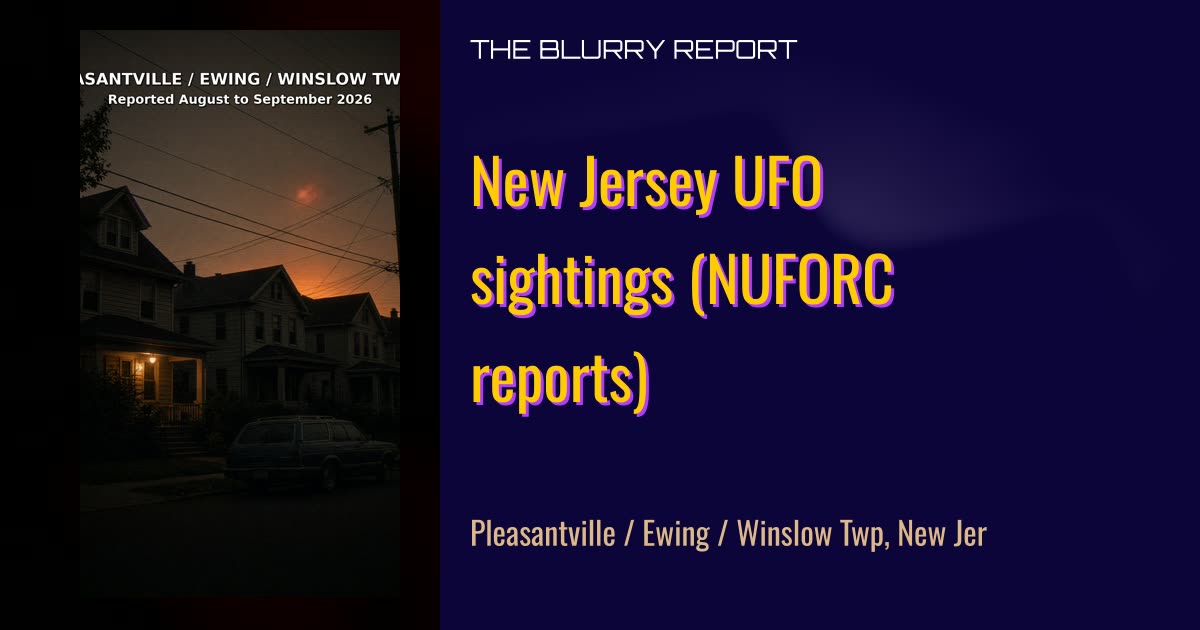 ASANTVILLE / EWING / WINSLOW TW
Reported August to September 2026
THE BLURRY REPORT
New Jersey UFO
sightings (NUFORC
reports)
Pleasantville / Ewing / Winslow Twp, New Jer